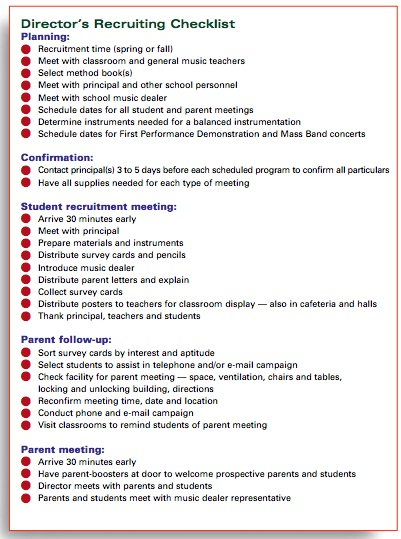 Director's Recruiting Checklist
Planning:
Recruitment time (spring or fall)
Meet with classroom and general music teachers
Select method book(s)
Meet with principal and other school personnel
Meet with school music dealer
Schedule dates for all student and parent meetings
Determine instruments needed for a balanced instrumentation
Schedule dates for First Performance Demonstration and Mass Band concerts
Confirmation:
Contact principal(s) 3 to 5 days before each scheduled program to confirm all particulars
Have all supplies needed for each type of meeting
Student recruitment meeting:
Arrive 30 minutes early
Meet with principal
Prepare materials and instruments
Distribute survey cards and pencils
Introduce music dealer
Distribute parent letters and explain
Collect survey cards
Distribute posters to teachers for classroom display — also in cafeteria and halls
Thank principal, teachers and students
Parent follow-up:
Sort survey cards by interest and aptitude
Select students to assist in telephone and/or e-mail campaign
Check facility for parent meeting — space, ventilation, chairs and tables,
locking and unlocking building, directions
Reconfirm meeting time, date and location
Conduct phone and e-mail campaign
Visit classrooms to remind students of parent meeting
Parent meeting:
Arrive 30 minutes early
Have parent-boosters at door to welcome prospective parents and students
Director meets with parents and students
Parents and students meet with music dealer representative